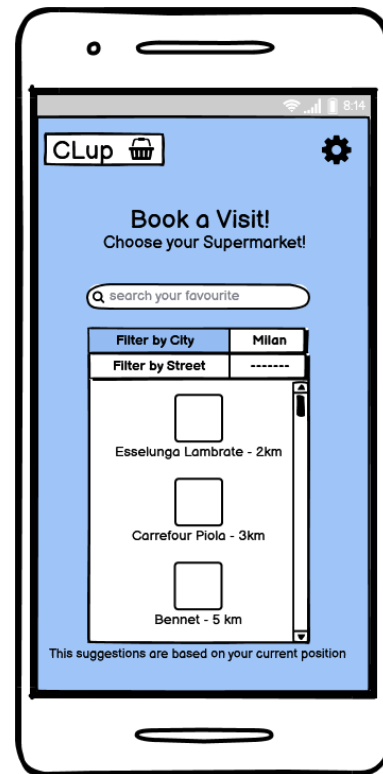 8:14
CLup
Book a Visit!
Choose your Supermarket!
search your favourite
Filter by City Milan
Filter by Street -------
Esselunga Lambrate - 2km
Carrefour Piola - 3km
Bennet - 5 km
This suggestions are based on your current position